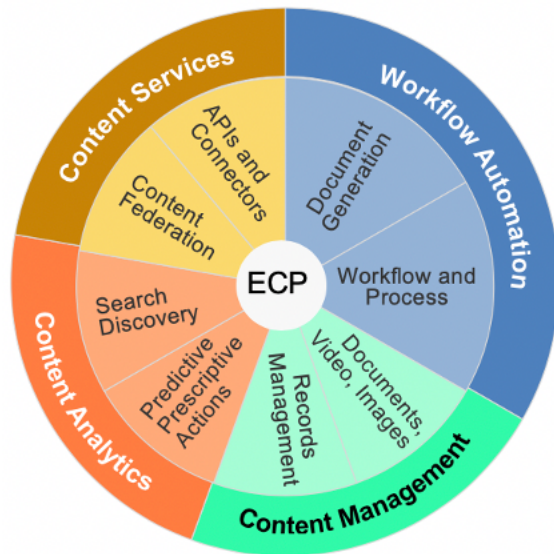 Content Services
Workflow Automation
Content Management
Content Analytics
APIs and
Connectors
Content
Federation
Document
Generation
Workflow and
Process
Documents,
Video, Images
Records
Management
Predictive
Prescriptive
Actions
Search
Discovery
ECP